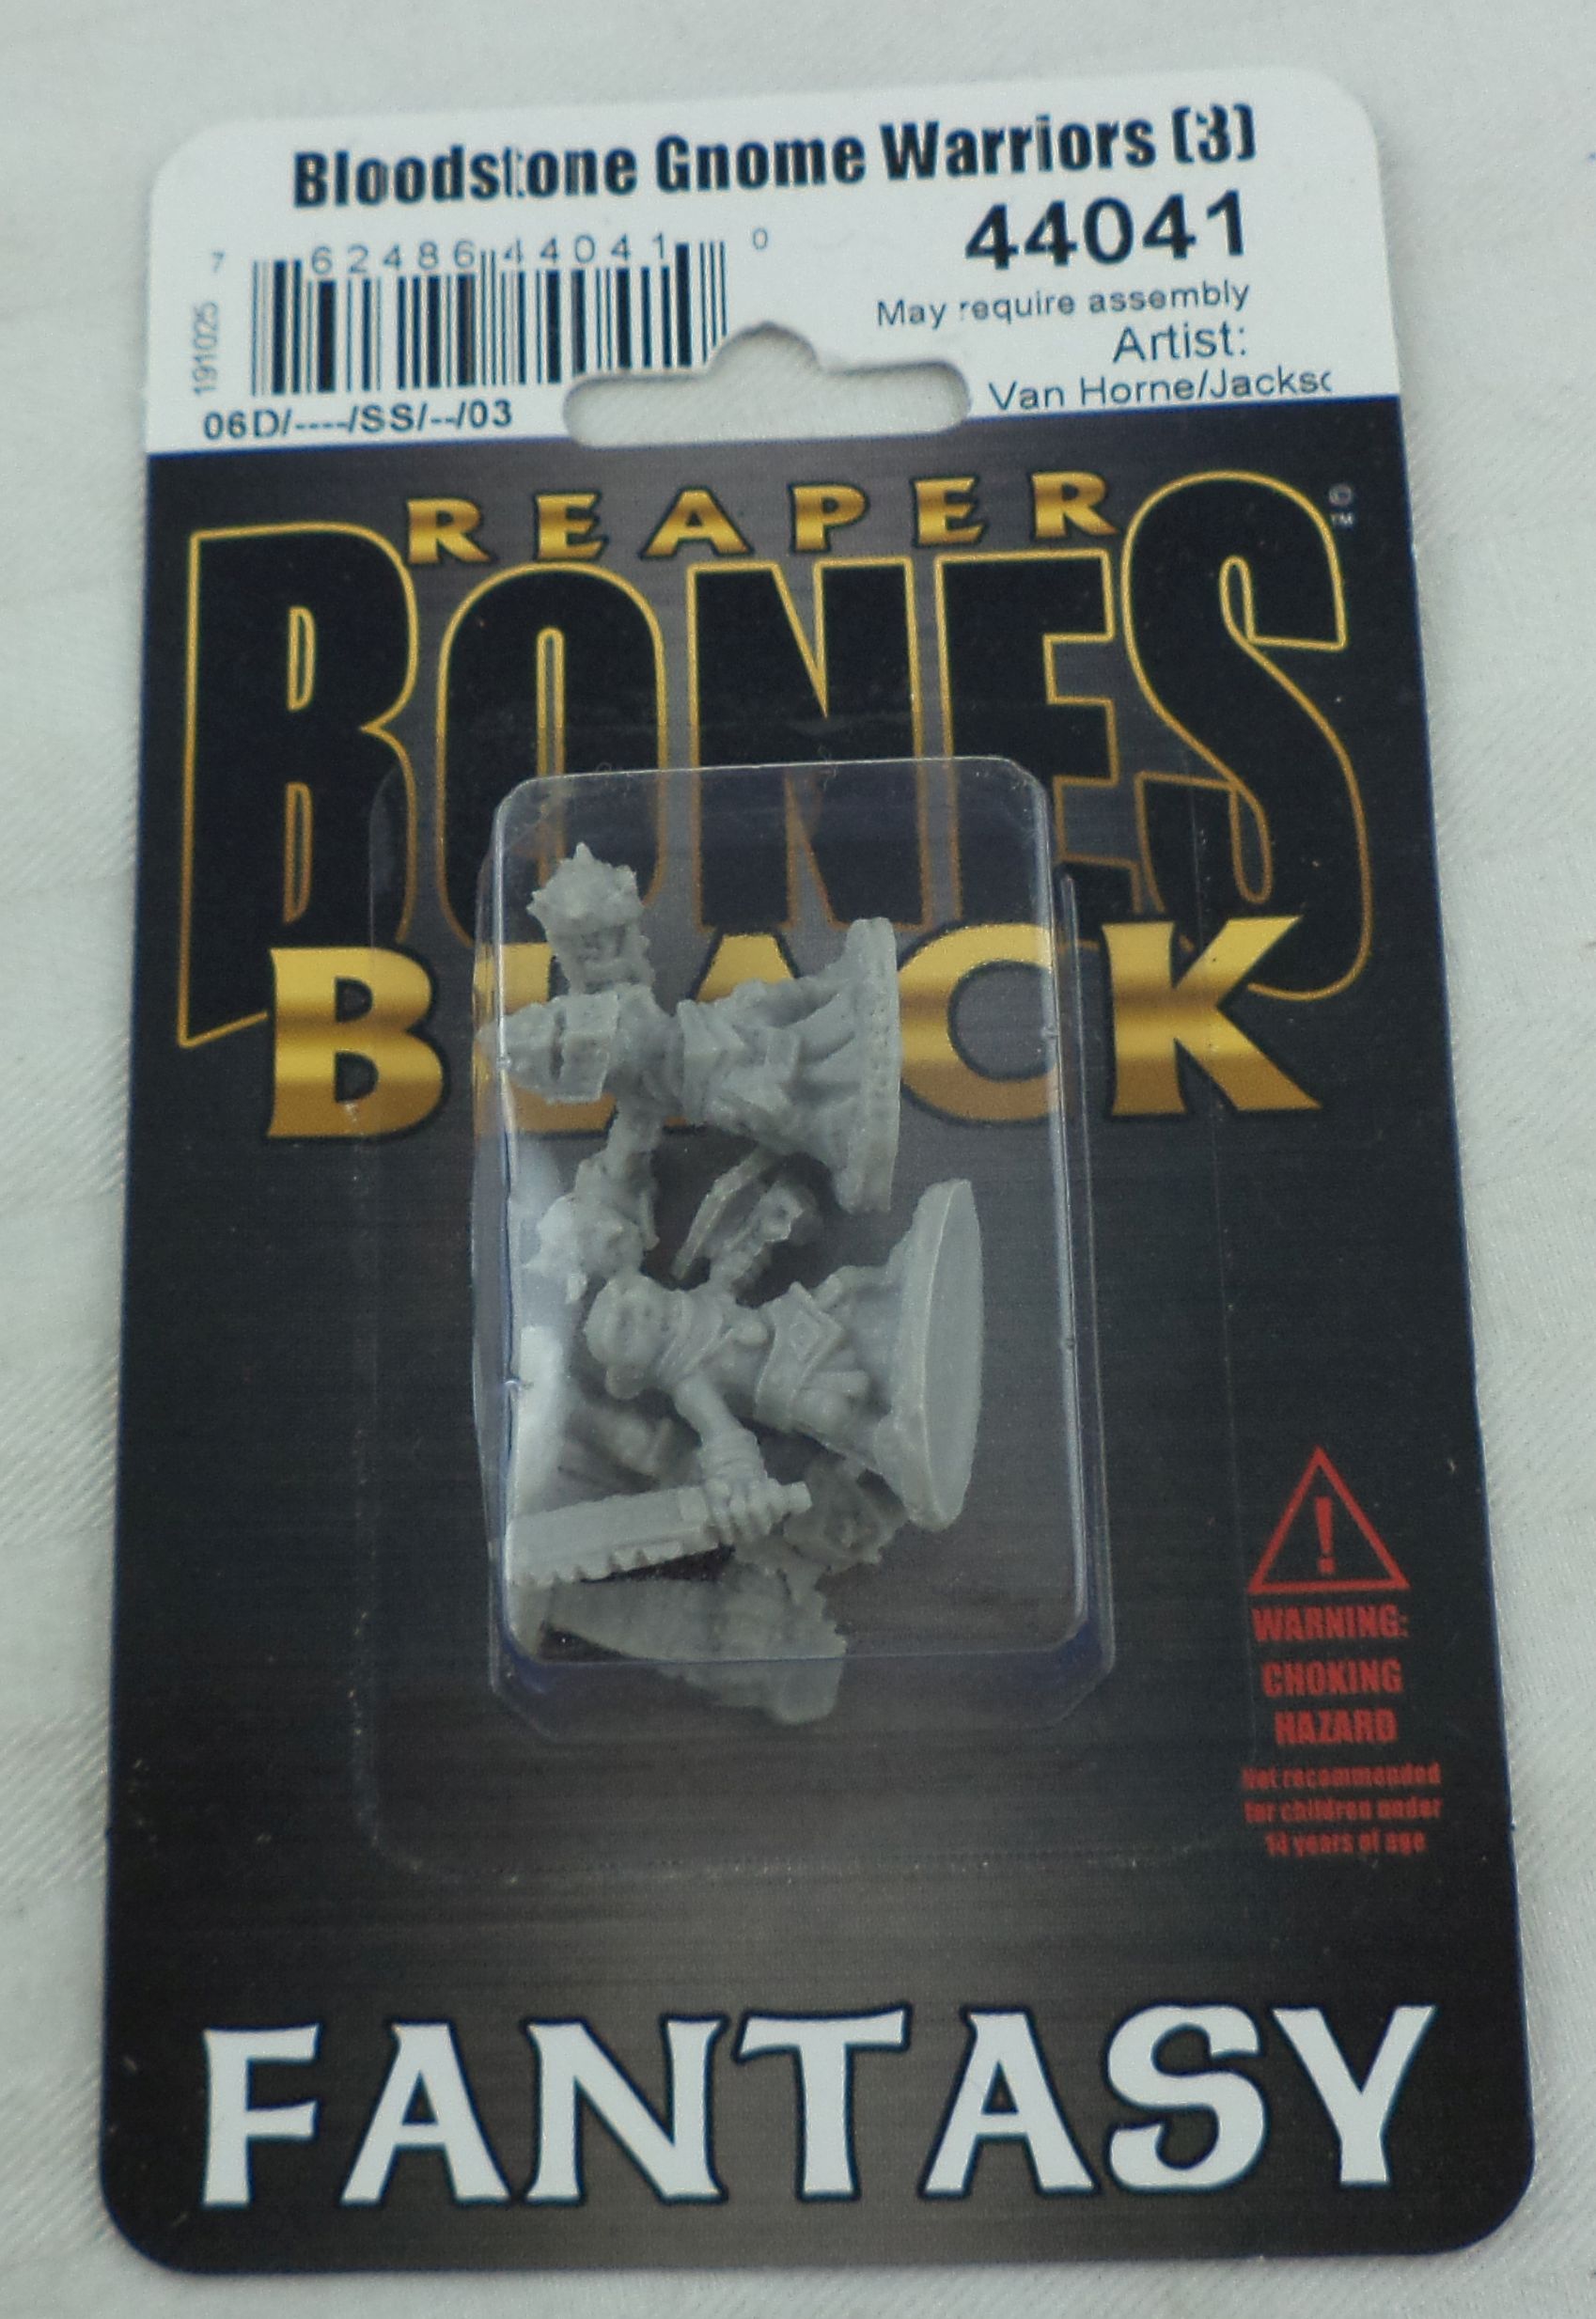 Bloodstone Gnome Warriors (3)
7 62486 44041 0
44041
191025
May require assembly
Artist:
Van Horne/Jackso
06D/----/SS/--/03
REAPER
BONES
©
™
BLACK
!
WARNING:
CHOKING
HAZARD
Not recommended
for children under
14 years of age
FANTASY